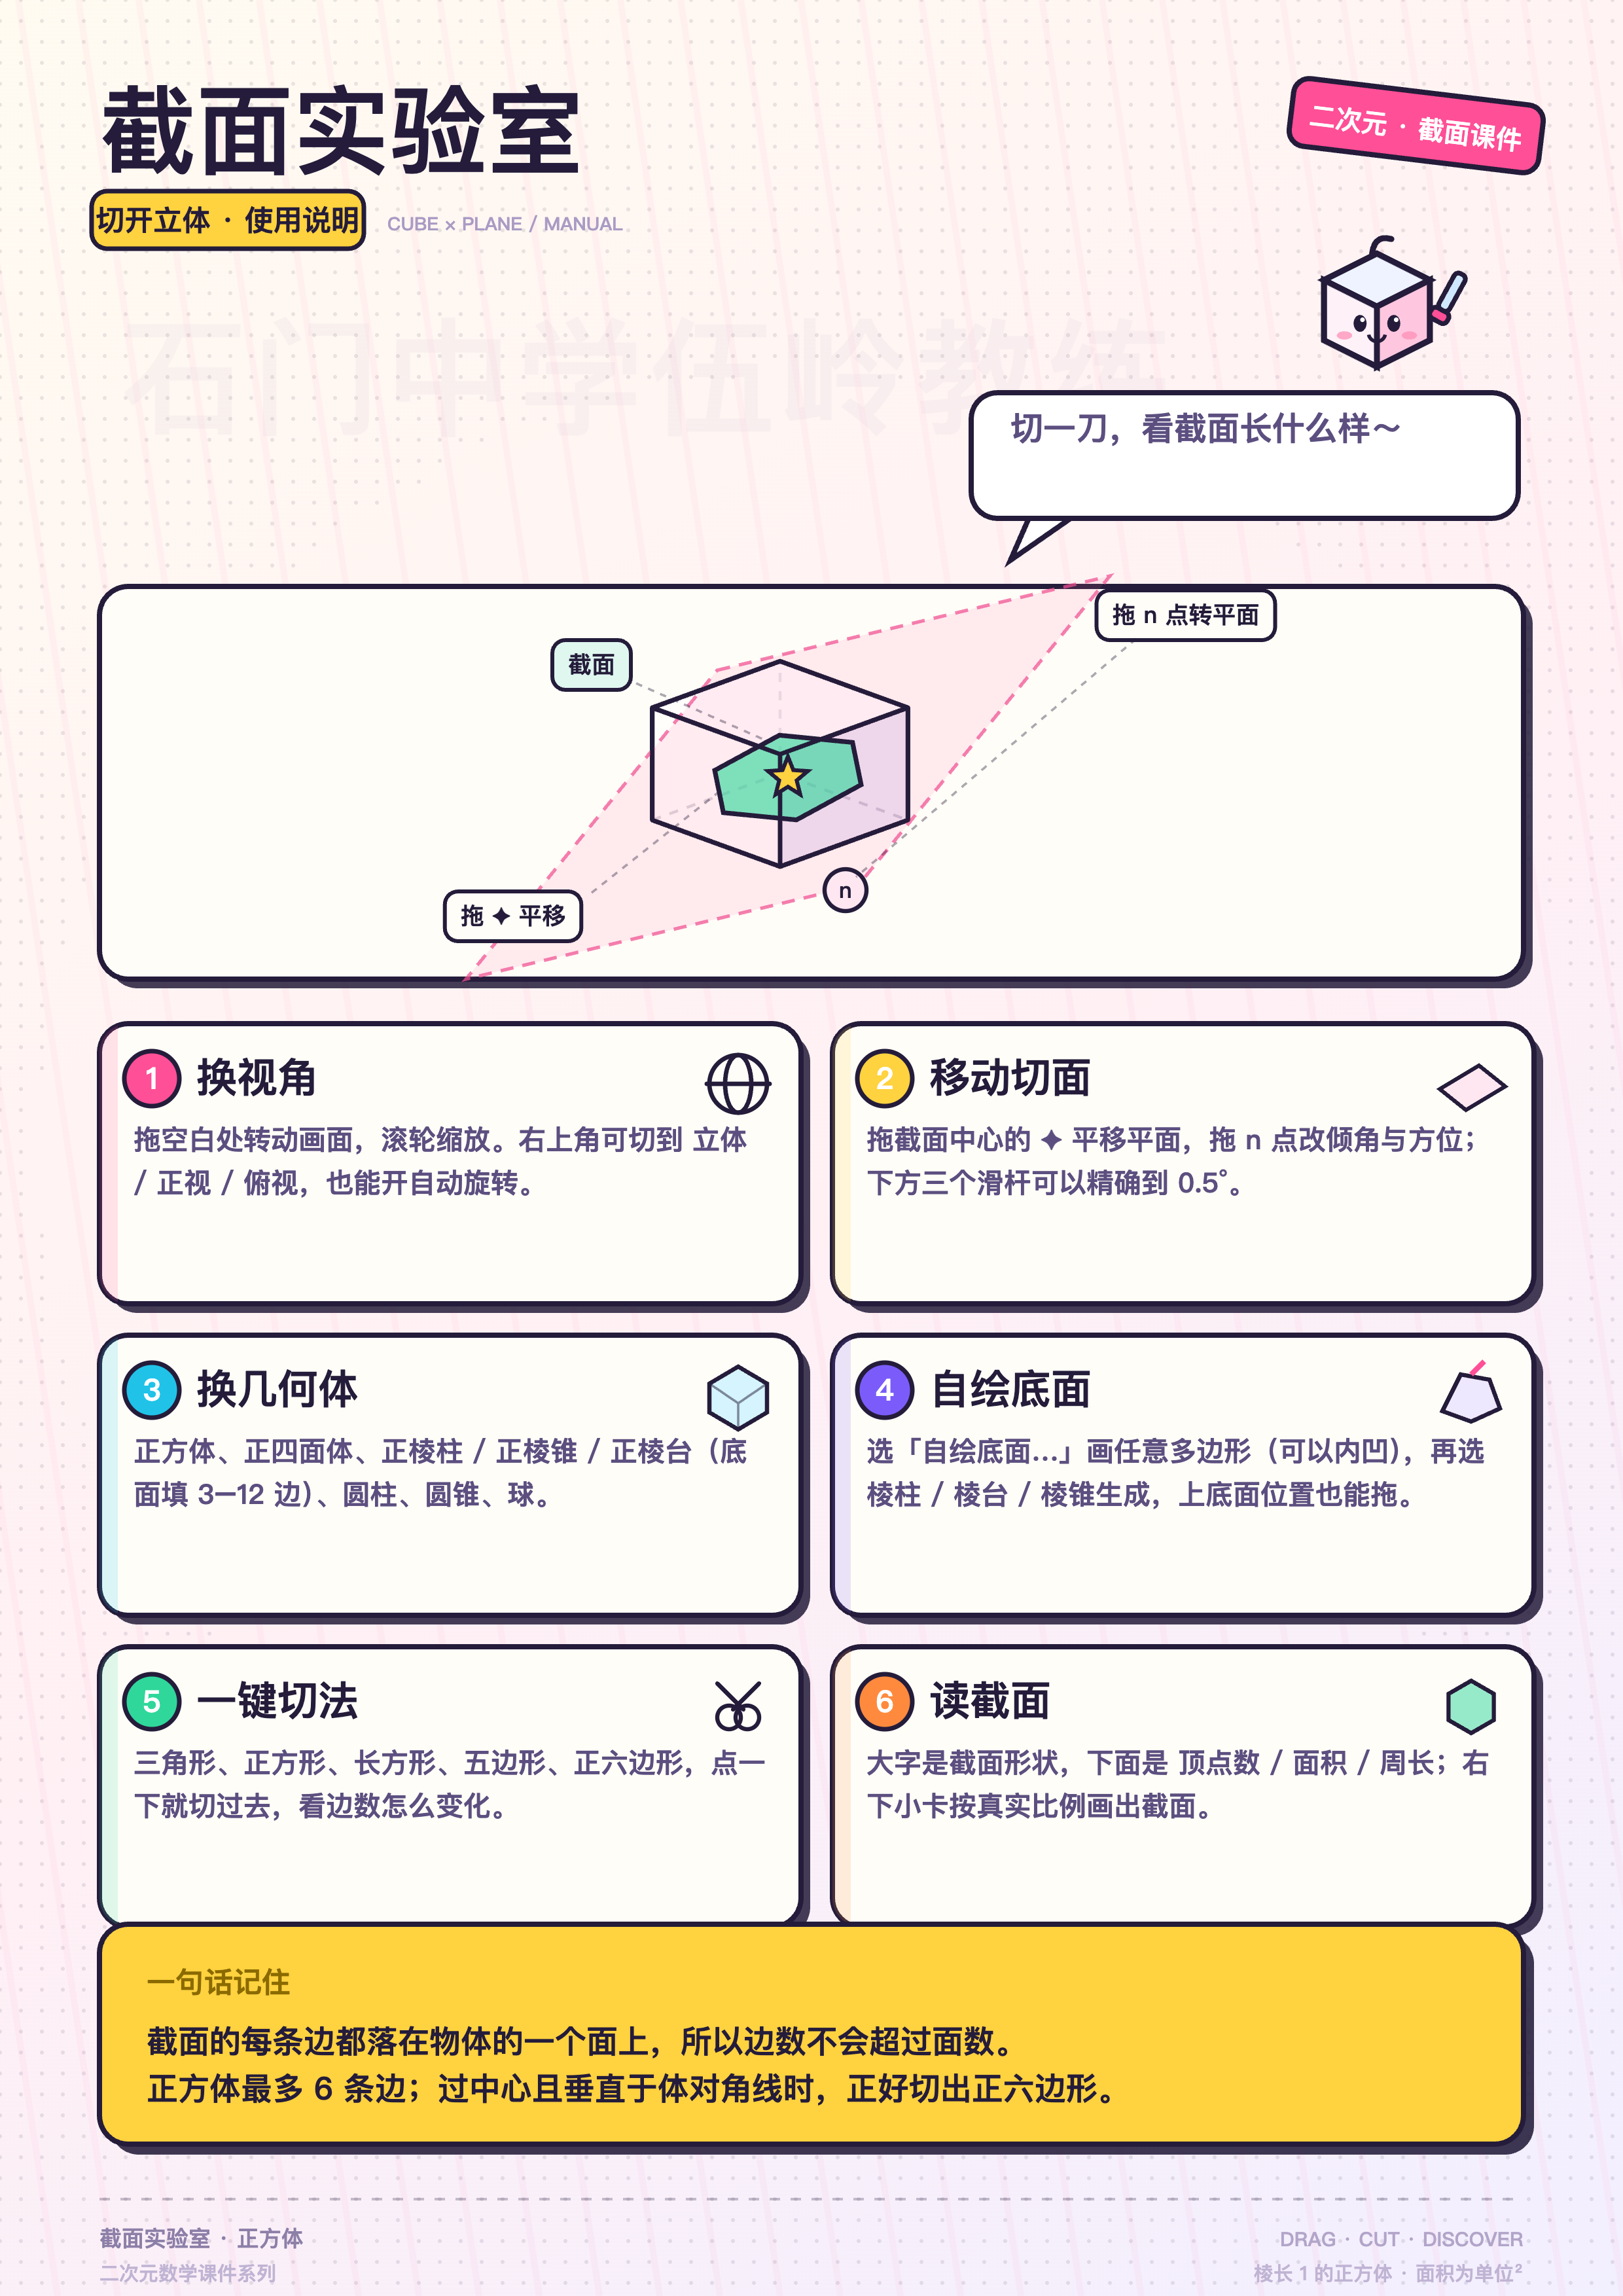 截面实验室
二次元 · 截面课件
切开立体 · 使用说明
CUBE × PLANE / MANUAL
石门中学伍岭教练
切一刀，看截面长什么样～
拖 n 点转平面
截面
n
拖 ✦ 平移
1 换视角
拖空白处转动画面，滚轮缩放。右上角可切到 立体
/ 正视 / 俯视，也能开自动旋转。
2 移动切面
拖截面中心的 ✦ 平移平面，拖 n 点改倾角与方位；
下方三个滑杆可以精确到 0.5°。
3 换几何体
正方体、正四面体、正棱柱 / 正棱锥 / 正棱台（底
面填 3—12 边）、圆柱、圆锥、球。
4 自绘底面
选「自绘底面…」画任意多边形（可以内凹），再选
棱柱 / 棱台 / 棱锥生成，上底面位置也能拖。
5 一键切法
三角形、正方形、长方形、五边形、正六边形，点一
下就切过去，看边数怎么变化。
6 读截面
大字是截面形状，下面是 顶点数 / 面积 / 周长；右
下小卡按真实比例画出截面。
一句话记住
截面的每条边都落在物体的一个面上，所以边数不会超过面数。
正方体最多 6 条边；过中心且垂直于体对角线时，正好切出正六边形。
截面实验室 · 正方体
DRAG · CUT · DISCOVER
二次元数学课件系列
棱长 1 的正方体 · 面积为单位²